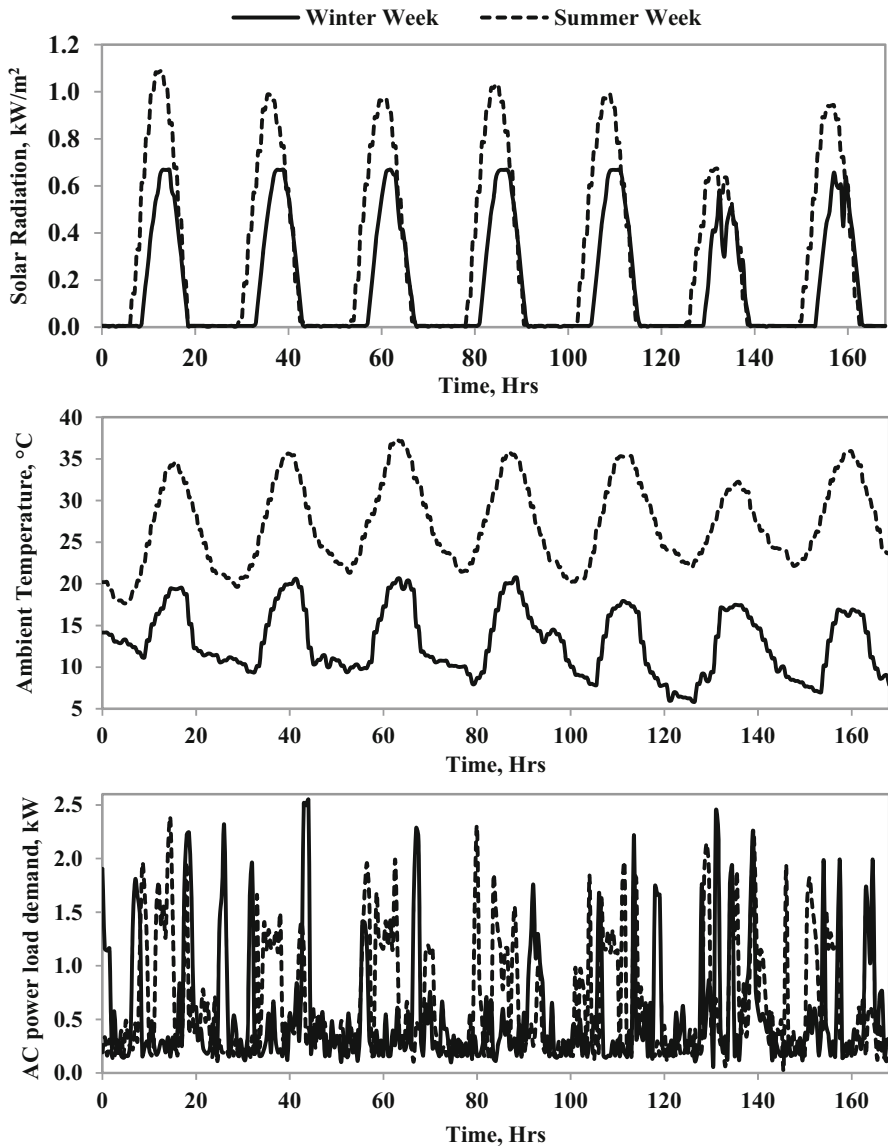 Winter Week Summer Week
Solar Radiation, kW/m²
1.2
1.0
0.8
0.6
0.4
0.2
0.0
0 20 40 60 80 100 120 140 160
Time, Hrs
Ambient Temperature, °C
40
35
30
25
20
15
10
5
0 20 40 60 80 100 120 140 160
Time, Hrs
AC power load demand, kW
2.5
2.0
1.5
1.0
0.5
0.0
0 20 40 60 80 100 120 140 160
Time, Hrs